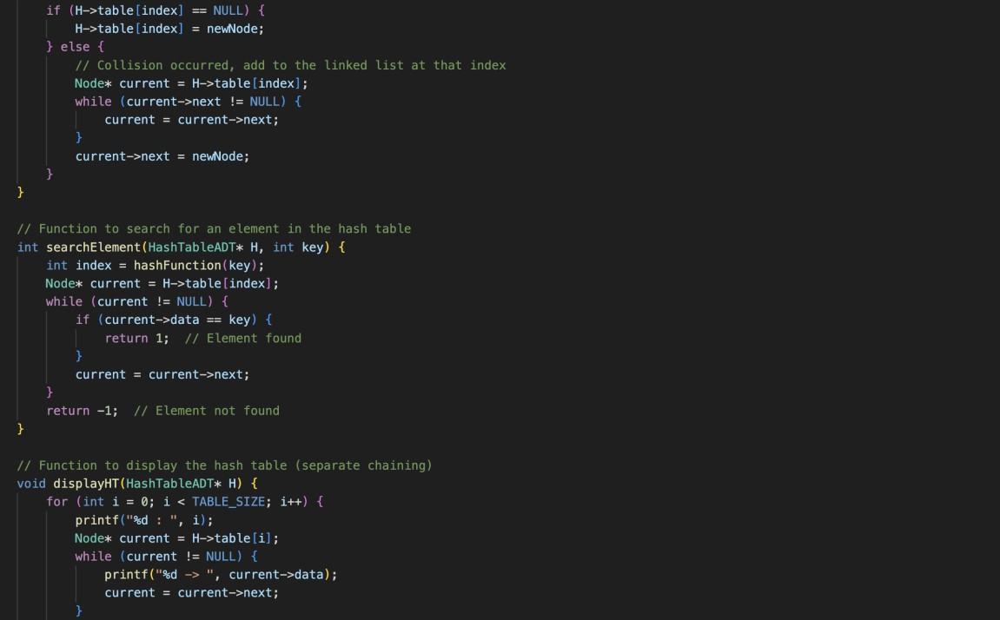 if (H->table[index] == NULL) {
        H->table[index] = newNode;
    } else {
        // Collision occurred, add to the linked list at that index
        Node* current = H->table[index];
        while (current->next != NULL) {
            current = current->next;
        }
        current->next = newNode;
    }
}

// Function to search for an element in the hash table
int searchElement(HashTableADT* H, int key) {
    int index = hashFunction(key);
    Node* current = H->table[index];
    while (current != NULL) {
        if (current->data == key) {
            return 1;  // Element found
        }
        current = current->next;
    }
    return -1;  // Element not found
}

// Function to display the hash table (separate chaining)
void displayHT(HashTableADT* H) {
    for (int i = 0; i < TABLE_SIZE; i++) {
        printf("%d : ", i);
        Node* current = H->table[i];
        while (current != NULL) {
            printf("%d -> ", current->data);
            current = current->next;
        }